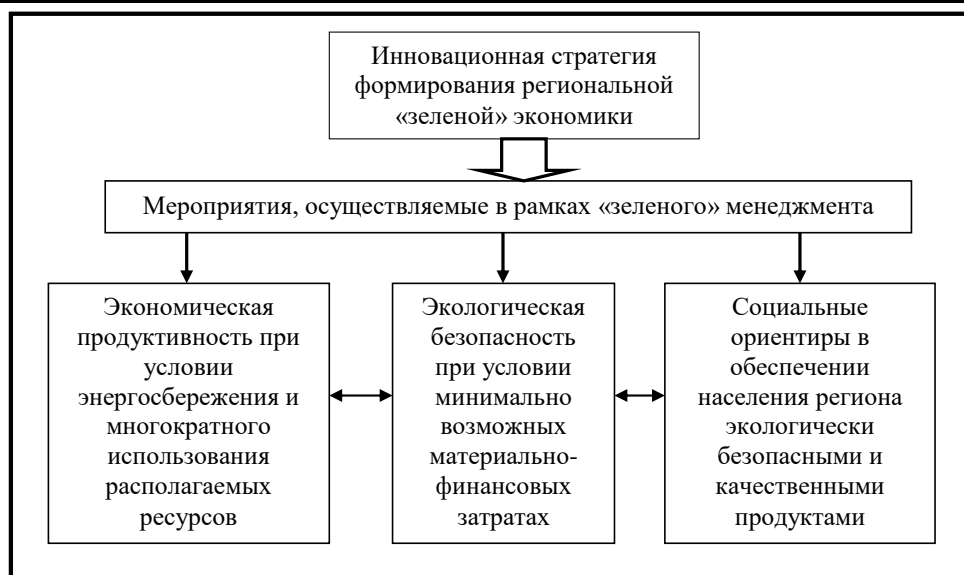 Инновационная стратегия
формирования региональной
«зеленой» экономики
Мероприятия, осуществляемые в рамках «зеленого» менеджмента
Экономическая
продуктивность при
условии
энергосбережения и
многократного
использования
располагаемых
ресурсов
Экологическая
безопасность
при условии
минимально
возможных
материально-
финансовых
затратах
Социальные
ориентиры в
обеспечении
населения региона
экологически
безопасными и
качественными
продуктами